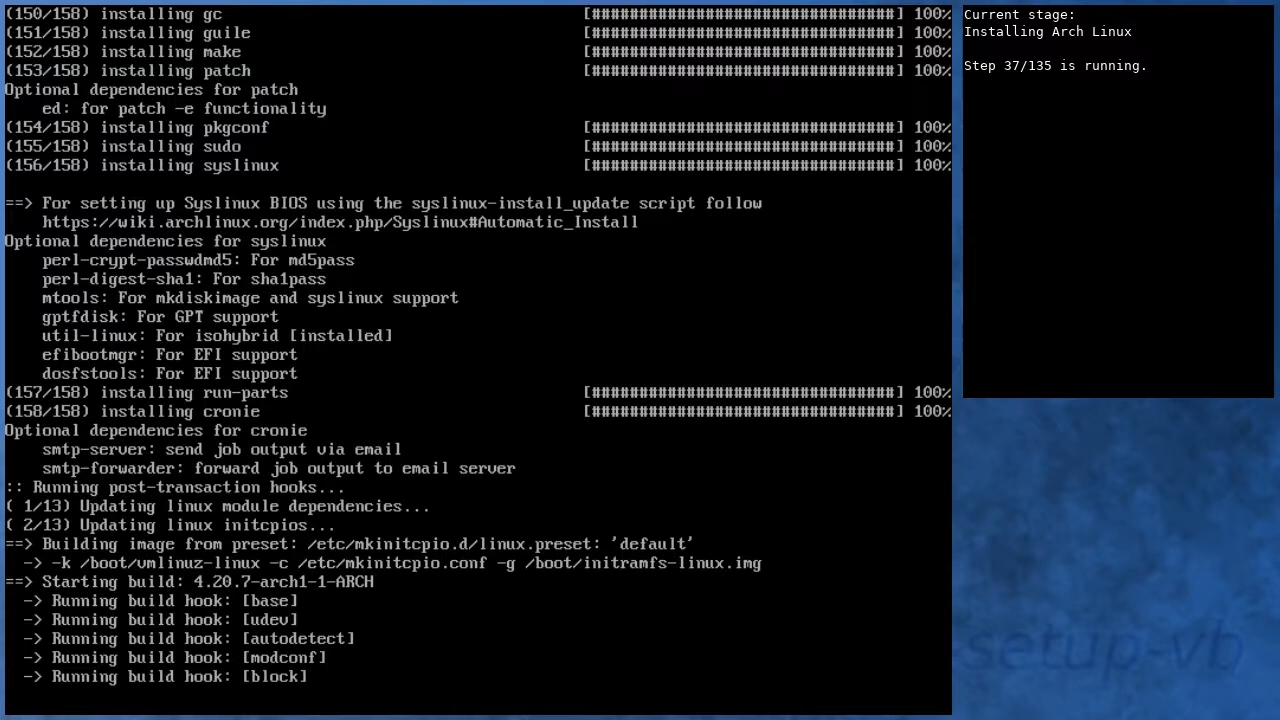 (150/158) installing gc [################################] 100%
(151/158) installing guile [################################] 100%
(152/158) installing make [################################] 100%
(153/158) installing patch [################################] 100%
Optional dependencies for patch
ed: for patch -e functionality
(154/158) installing pkgconf [################################] 100%
(155/158) installing sudo [################################] 100%
(156/158) installing syslinux [################################] 100%
==> For setting up Syslinux BIOS using the syslinux-install_update script follow
https://wiki.archlinux.org/index.php/Syslinux#Automatic_Install
Optional dependencies for syslinux
perl-crypt-passwdmd5: For md5pass
perl-digest-sha1: For sha1pass
mtools: For mkdiskimage and syslinux support
gptfdisk: For GPT support
util-linux: For isohybrid [installed]
efibootmgr: For EFI support
dosfstools: For EFI support
(157/158) installing run-parts [################################] 100%
(158/158) installing cronie [################################] 100%
Optional dependencies for cronie
smtp-server: send job output via email
smtp-forwarder: forward job output to email server
:: Running post-transaction hooks...
( 1/13) Updating linux module dependencies...
( 2/13) Updating linux initcpios...
==> Building image from preset: /etc/mkinitcpio.d/linux.preset: 'default'
-> -k /boot/vmlinuz-linux -c /etc/mkinitcpio.conf -g /boot/initramfs-linux.img
==> Starting build: 4.20.7-arch1-1-ARCH
-> Running build hook: [base]
-> Running build hook: [udev]
-> Running build hook: [autodetect]
-> Running build hook: [modconf]
-> Running build hook: [block]
Current stage:
Installing Arch Linux
Step 37/135 is running.
setup-vb